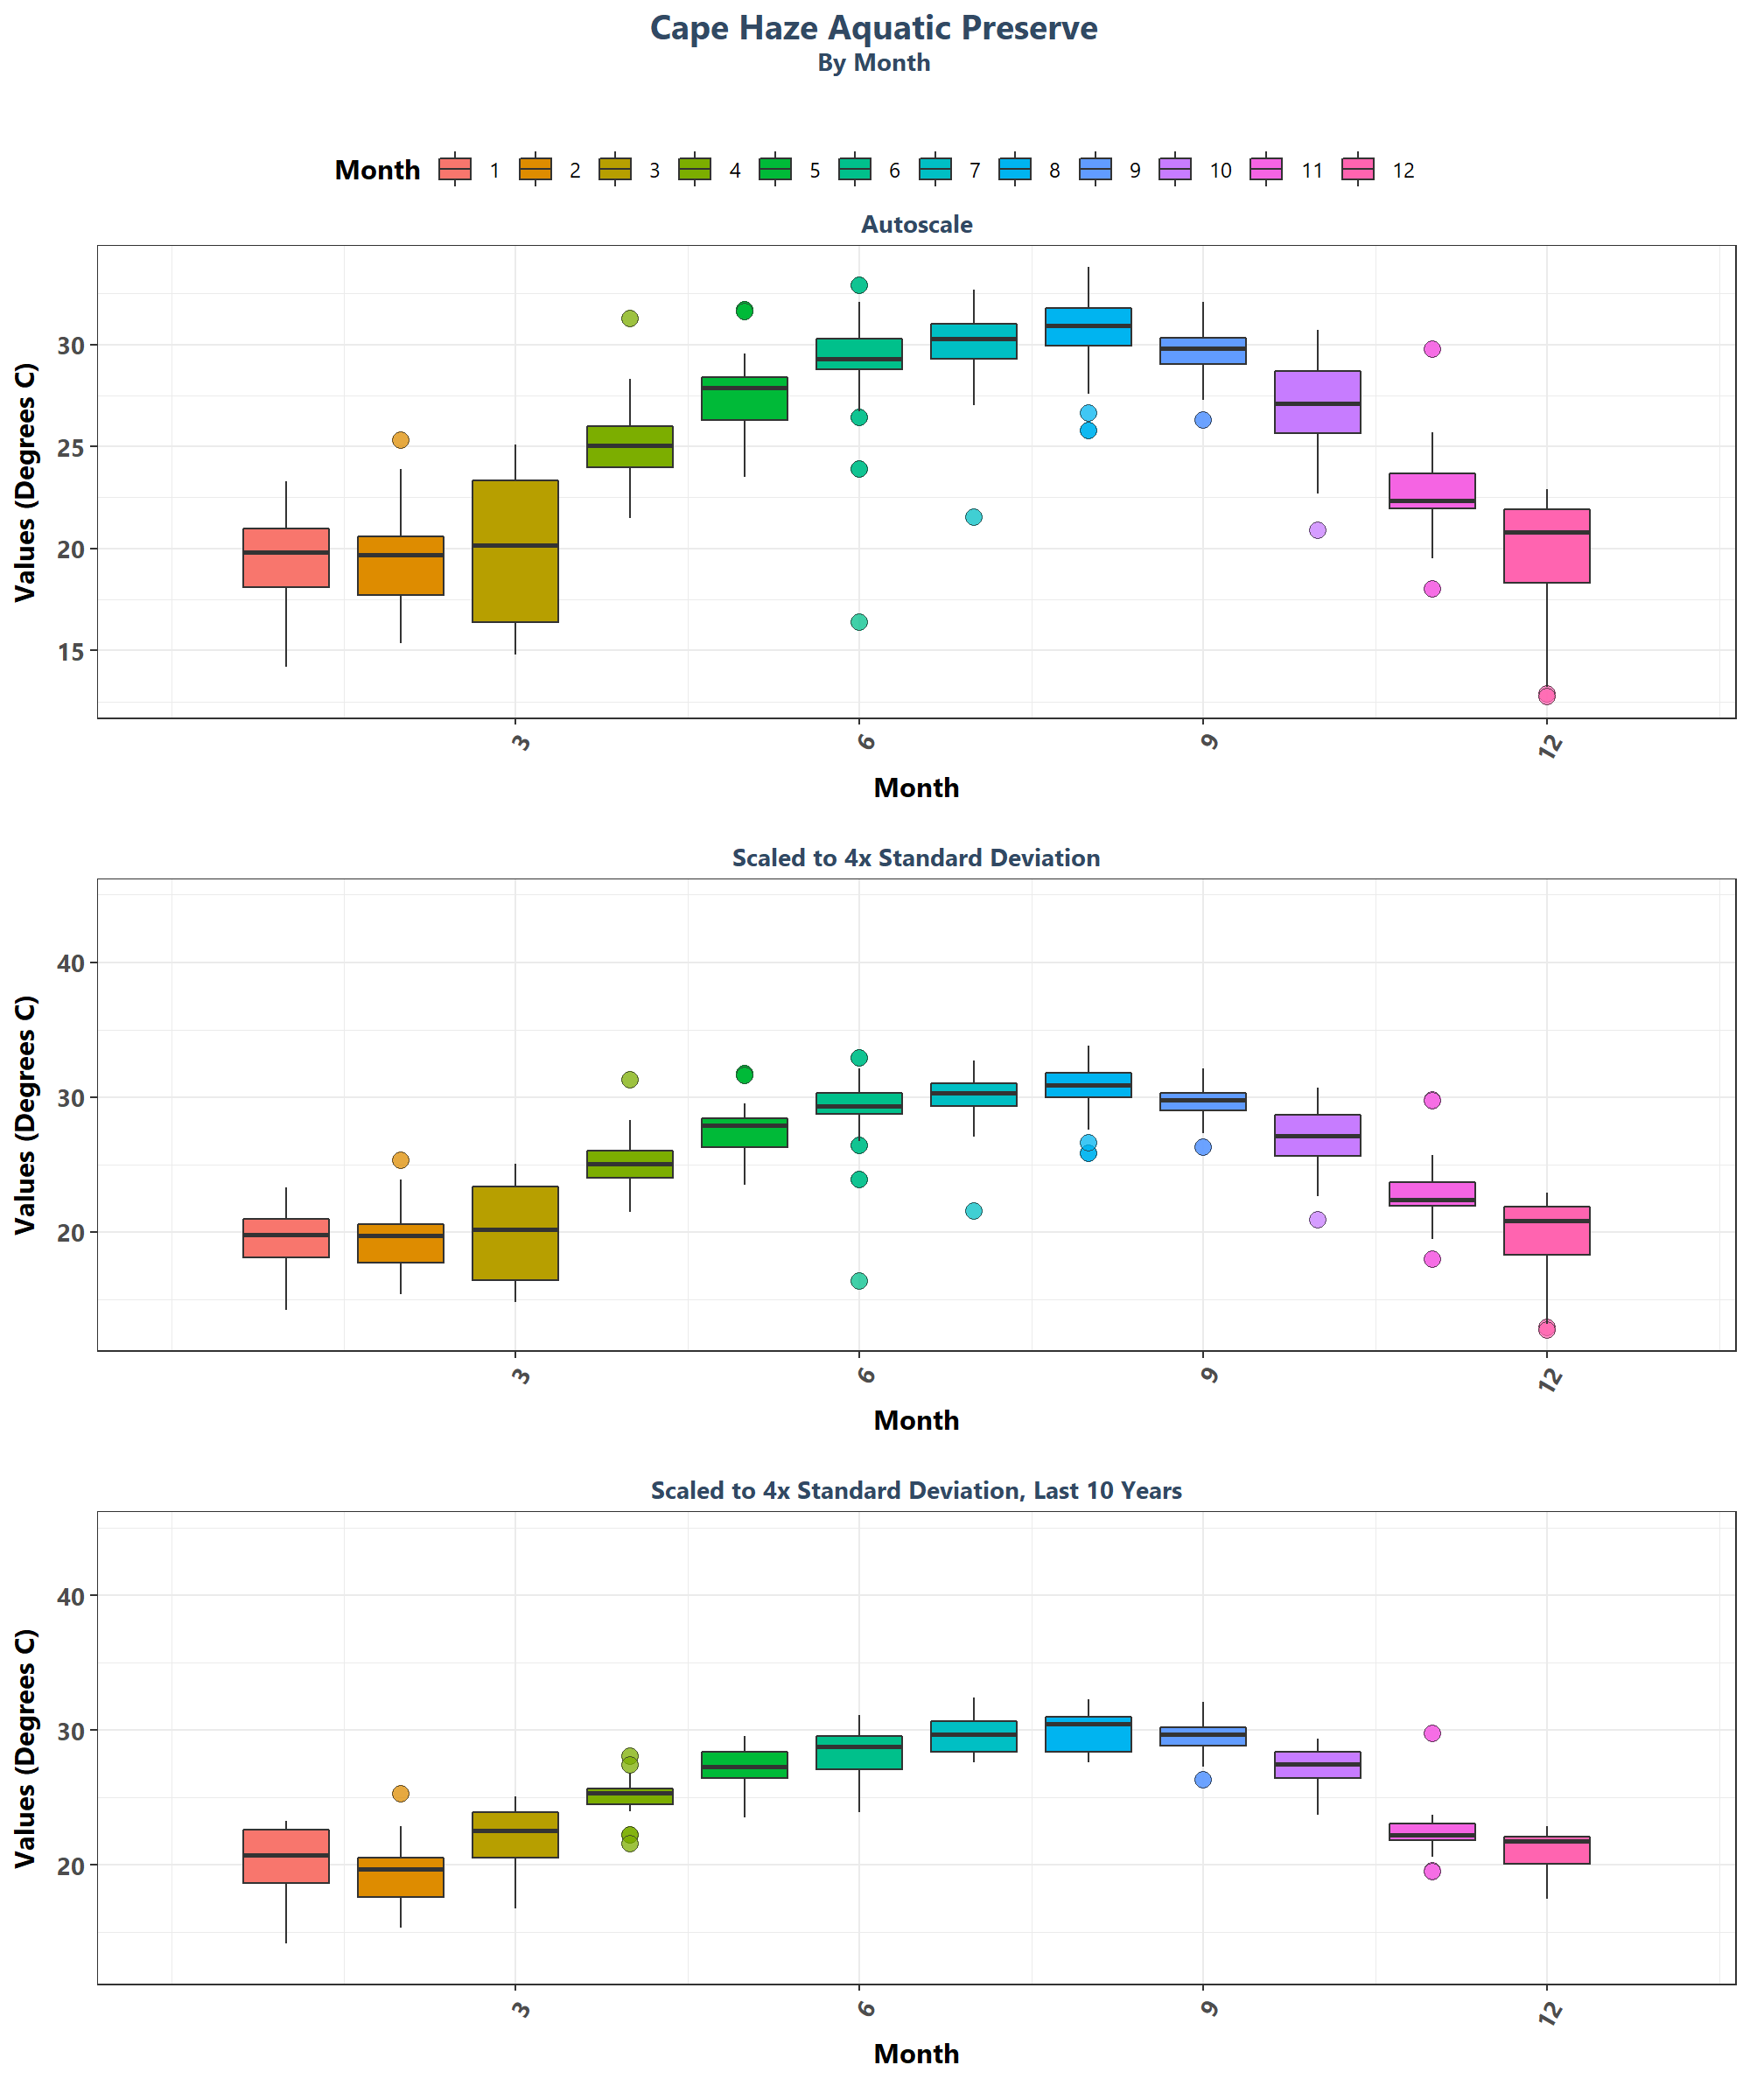 Cape Haze Aquatic Preserve
By Month
Month 1 2 3 4 5 6 7 8 9 10 11 12
Autoscale
Values (Degrees C)
30
25
20
15
3 6 9 12
Month
Scaled to 4x Standard Deviation
Values (Degrees C)
40
30
20
3 6 9 12
Month
Scaled to 4x Standard Deviation, Last 10 Years
Values (Degrees C)
40
30
20
3 6 9 12
Month